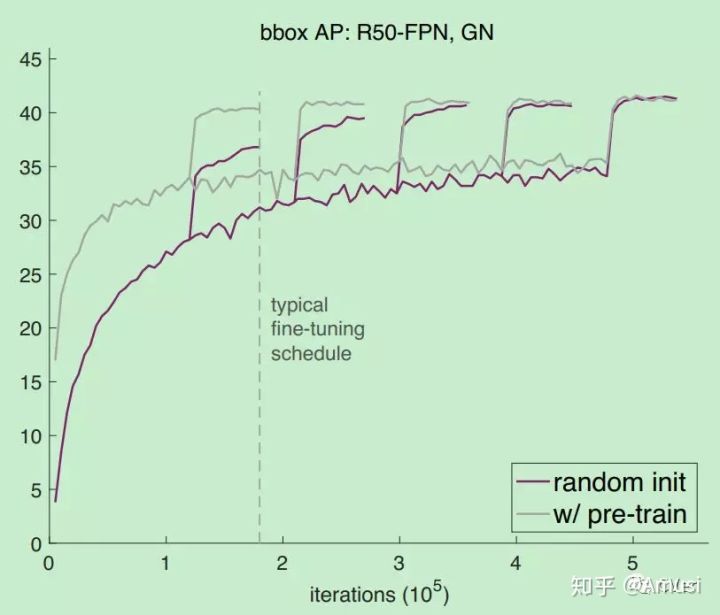 bbox AP: R50-FPN, GN
45
40
35
30
25
20
15
10
5
0
typical
fine-tuning
schedule
random init
w/ pre-train
0 1 2 3 4 5
iterations (10⁵)
知乎 @Amusi